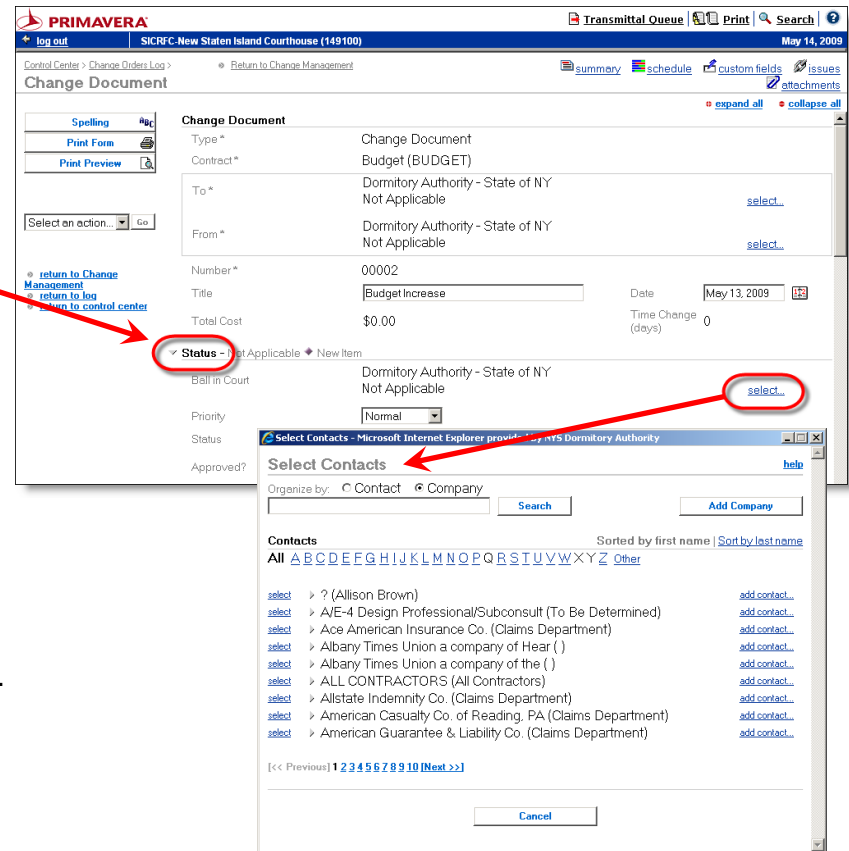 PRIMAVERA
Transmittal Queue Print Search ?
log out SICRFC-New Staten Island Courthouse (149100) May 14, 2009
Control Center > Change Orders Log > Return to Change Management summary schedule custom fields issues
Change Document attachments
expand all collapse all
Spelling ABC
Print Form
Print Preview
Select an action... Go
return to Change Management
return to log
return to control center
Change Document
Type * Change Document
Contract * Budget (BUDGET)
To * Dormitory Authority - State of NY
Not Applicable select...
From * Dormitory Authority - State of NY
Not Applicable select...
Number * 00002
Title Budget Increase Date May 13, 2009
Total Cost $0.00 Time Change (days) 0
Status - Not Applicable New Item
Ball in Court Dormitory Authority - State of NY
Not Applicable select...
Priority Normal
Status
Approved?
Select Contacts - Microsoft Internet Explorer provided by NYS Dormitory Authority
Select Contacts help
Organize by: Contact Company
Search Add Company
Contacts Sorted by first name | Sort by last name
All A B C D E F G H I J K L M N O P Q R S T U V W X Y Z Other
select ? (Allison Brown) add contact...
select A/E-4 Design Professional/Subconsult (To Be Determined) add contact...
select Ace American Insurance Co. (Claims Department) add contact...
select Albany Times Union a company of Hear ( ) add contact...
select Albany Times Union a company of the ( ) add contact...
select ALL CONTRACTORS (All Contractors) add contact...
select Allstate Indemnity Co. (Claims Department) add contact...
select American Casualty Co. of Reading, PA (Claims Department) add contact...
select American Guarantee & Liability Co. (Claims Department) add contact...
[<< Previous] 1 2 3 4 5 6 7 8 9 10 [Next >>]
Cancel
.